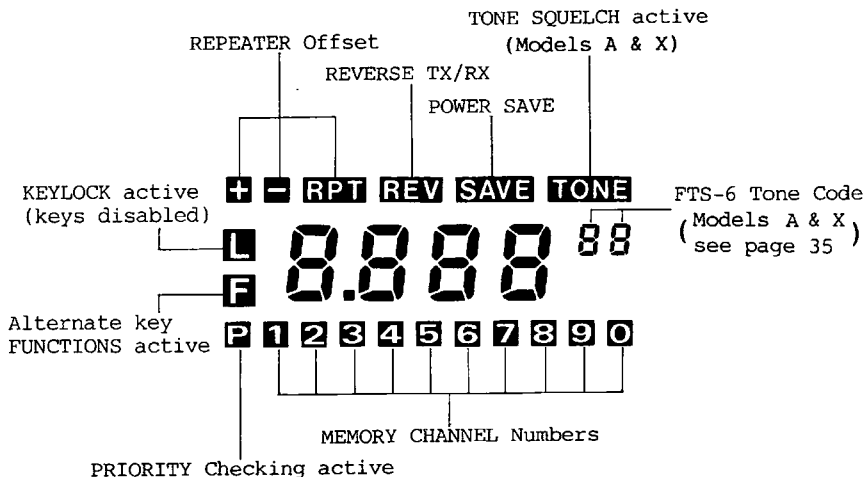 TONE SQUELCH active
(Models A & X)
REPEATER Offset
REVERSE TX/RX
POWER SAVE
+ - RPT REV SAVE TONE
KEYLOCK active
(keys disabled)
FTS-6 Tone Code
(Models A & X
see page 35)
L 8.888 88
F
Alternate key
FUNCTIONS active
P 1 2 3 4 5 6 7 8 9 0
MEMORY CHANNEL Numbers
PRIORITY Checking active